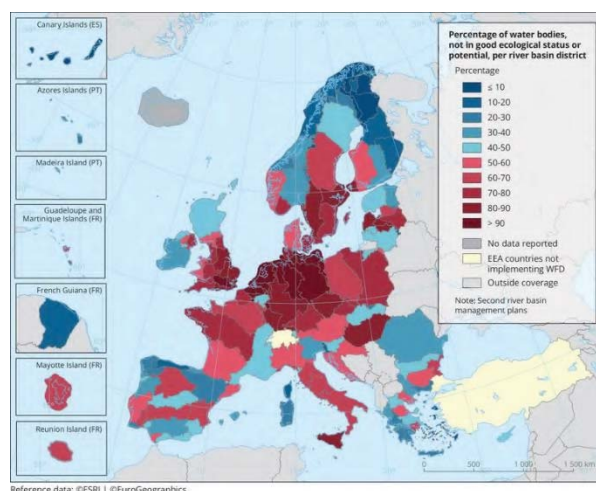 Canary Islands (ES)
Azores Islands (PT)
Madeira Island (PT)
Guadeloupe and
Martinique Islands (FR)
French Guiana (FR)
Mayotte Island (FR)
Reunion Island (FR)
Percentage of water bodies,
not in good ecological status or
potential, per river basin district
Percentage
≤ 10
10-20
20-30
30-40
40-50
50-60
60-70
70-80
80-90
> 90
No data reported
EEA countries not
implementing WFD
Outside coverage
Note: Second river basin
management plans
0 500 1 000 1 500 km
Reference data: ©ESRI | ©EuroGeographics